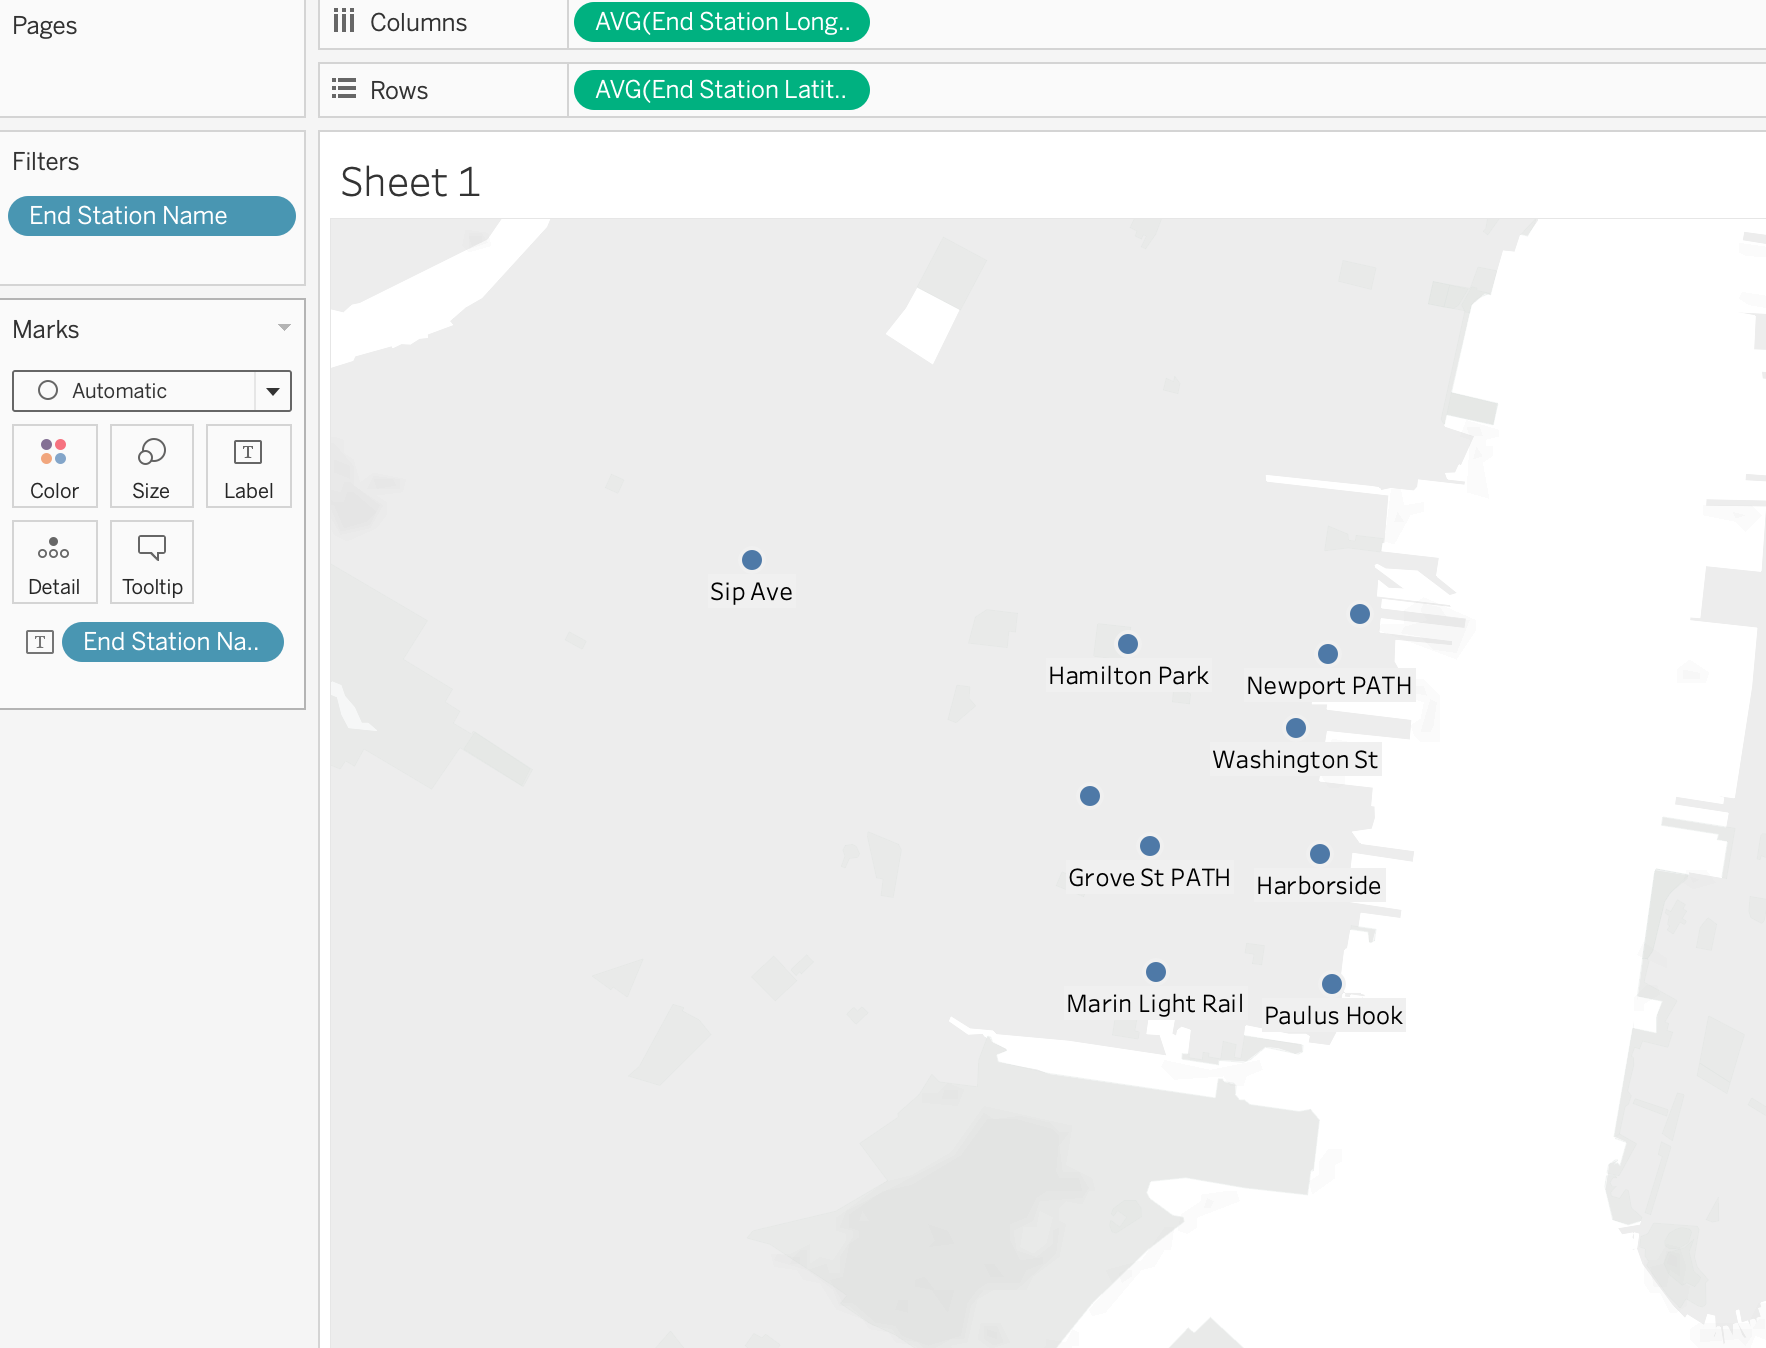 Pages
Columns
AVG(End Station Long..
Rows
AVG(End Station Latit..
Filters
End Station Name
Marks
Automatic
Color
Size
T
Label
Detail
Tooltip
T
End Station Na..
Sheet 1
Sip Ave
Hamilton Park
Newport PATH
Washington St
Grove St PATH
Harborside
Marin Light Rail
Paulus Hook